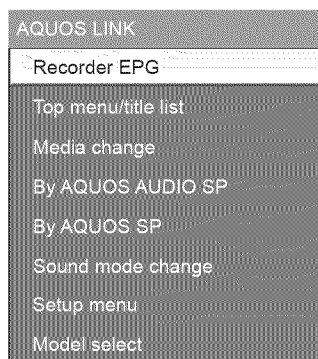 AQUOS LINK
Recorder EPG
Top menu/title list
Media change
By AQUOS AUDIO SP
By AQUOS SP
Sound mode change
Setup menu
Model select